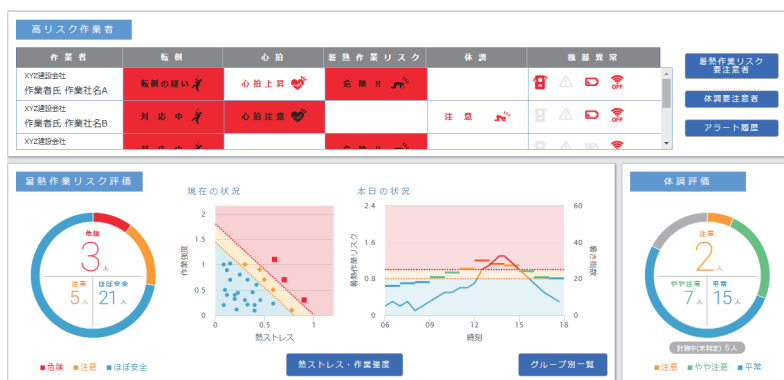 高リスク作業者
作業者 転倒 心拍 暑熱作業リスク 体調 機器異常
XYZ建設会社
作業者氏 作業社名A
転倒の疑い 心拍上昇 危険!! OFF
XYZ建設会社
作業者氏 作業社名B
対応中 心拍注意 注意 OFF
XYZ建設会社
対応中 危険!!
暑熱作業リスク
要注意者
体調要注意者
アラート履歴
暑熱作業リスク評価
危険
3人
注意 ほぼ安全
5人 21人
■危険 ■注意 ■ほぼ安全
現在の状況
作業強度
2
1.5
1
0.5
0
0 0.5 1
熱ストレス
熱ストレス・作業強度
本日の状況
暑熱作業リスク
2.4
1.6
0.8
0
60
40
20
0
暑さ指数
06 09 12 15 18
時刻
グループ別一覧
体調評価
注意
2人
やや注意 平常
7人 15人
計測中(未判定) 5人
■注意 ■やや注意 ■平常